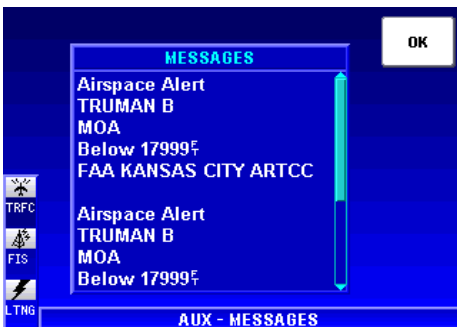 OK
MESSAGES
Airspace Alert
TRUMAN B
MOA
Below 17999FT
FAA KANSAS CITY ARTCC
Airspace Alert
TRUMAN B
MOA
Below 17999FT
TRFC
FIS
LTNG
AUX - MESSAGES